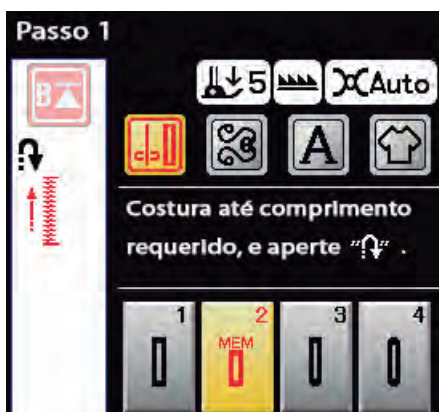 Passo 1
B
5
Auto
A
Costura até comprimento
requerido, e aperte “ ” .
1 2 3 4
MEM